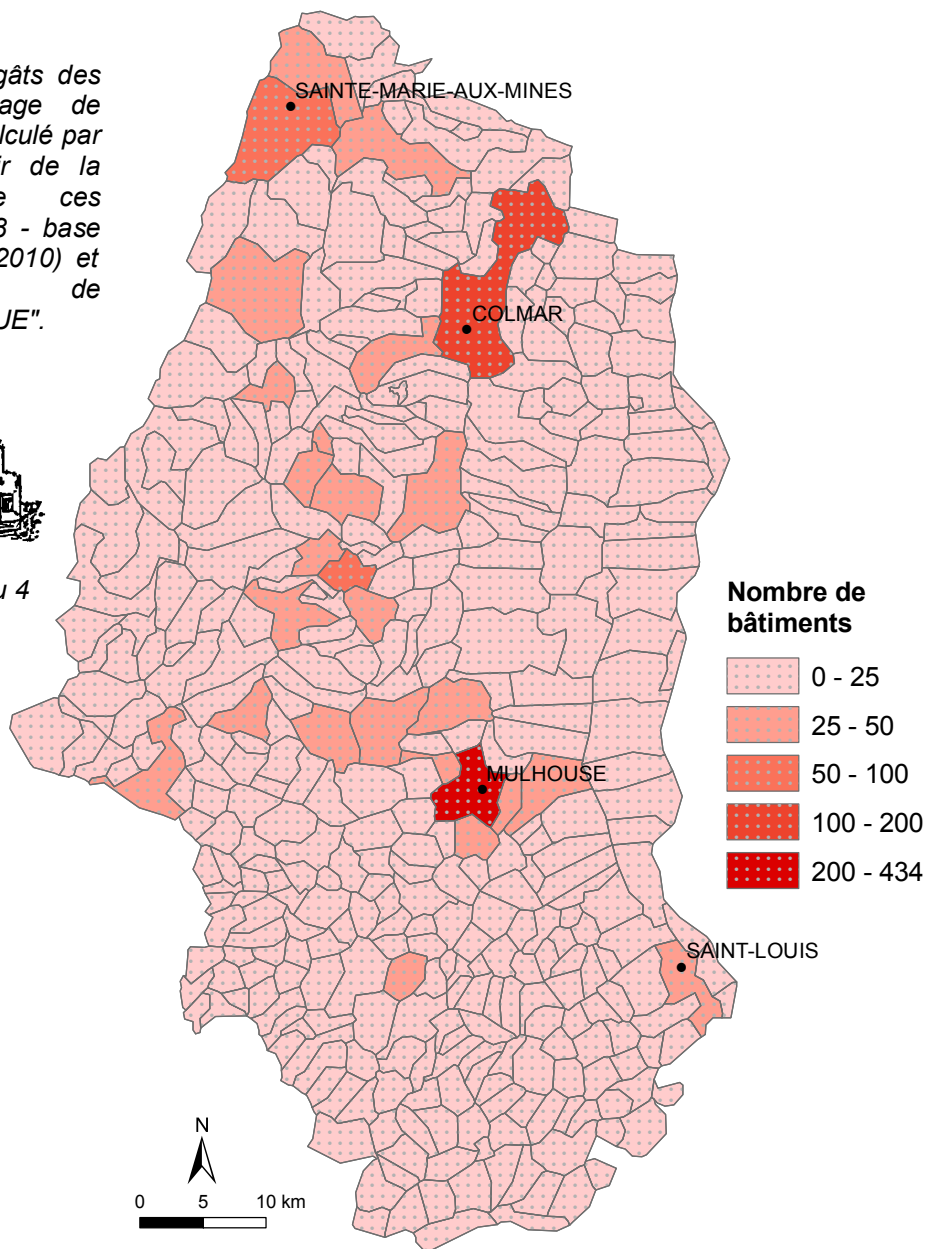 gâts des
age de
lculé par
ir de la
e ces
3 - base
2010) et
de
UE".
u 4
SAINTE-MARIE-AUX-MINES
COLMAR
MULHOUSE
SAINT-LOUIS
Nombre de
bâtiments
0 - 25
25 - 50
50 - 100
100 - 200
200 - 434
N
0 5 10 km